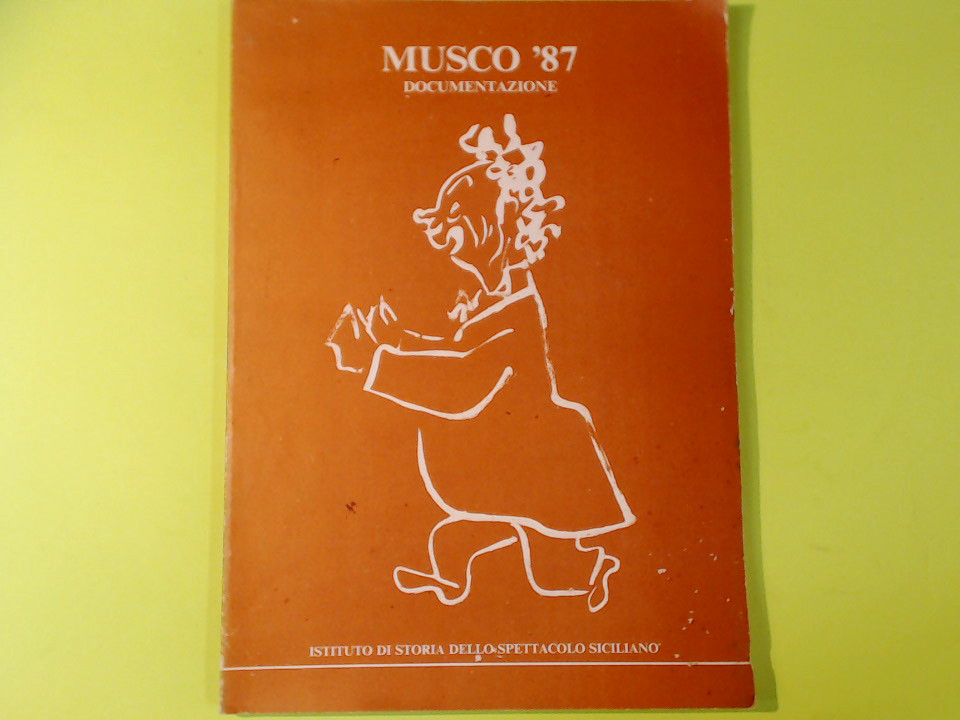 MUSCO '87
DOCUMENTAZIONE
ISTITUTO DI STORIA DELLO SPETTACOLO SICILIANO